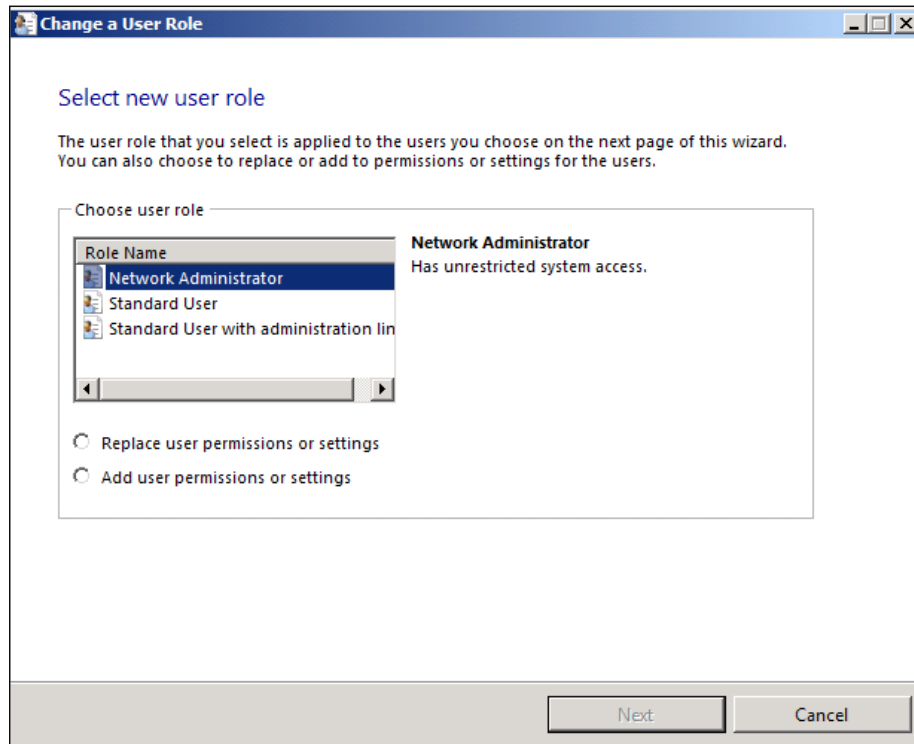 Change a User Role
Select new user role
The user role that you select is applied to the users you choose on the next page of this wizard.
You can also choose to replace or add to permissions or settings for the users.
Choose user role
Role Name
Network Administrator
Standard User
Standard User with administration lin
Network Administrator
Has unrestricted system access.
Replace user permissions or settings
Add user permissions or settings
Next
Cancel